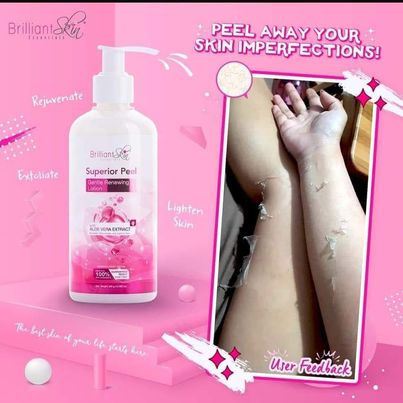 Brilliant Skin
ESSENTIALS
PEEL AWAY YOUR
SKIN IMPERFECTIONS!
Rejuvenate
Exfoliate
Lighten
Skin
Brilliant Skin
Superior Peel
Gentle Renewing
Lotion
ALOE VERA EXTRACT
100%
The best skin of your life starts here
User Feedback